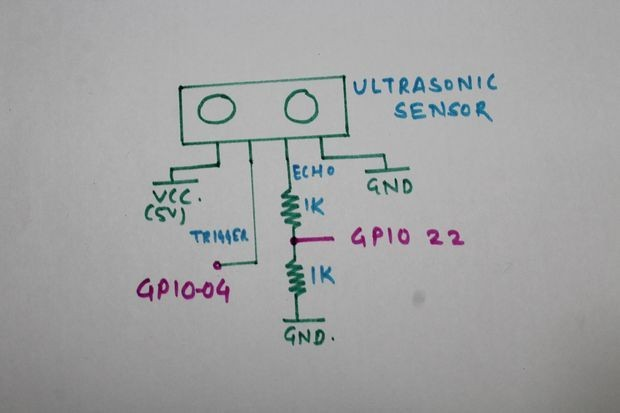 ULTRASONIC
SENSOR
VCC.
(5V)
TRIGGER
ECHO
GND
1K
GPIO 22
GPIO-04
1K
GND.